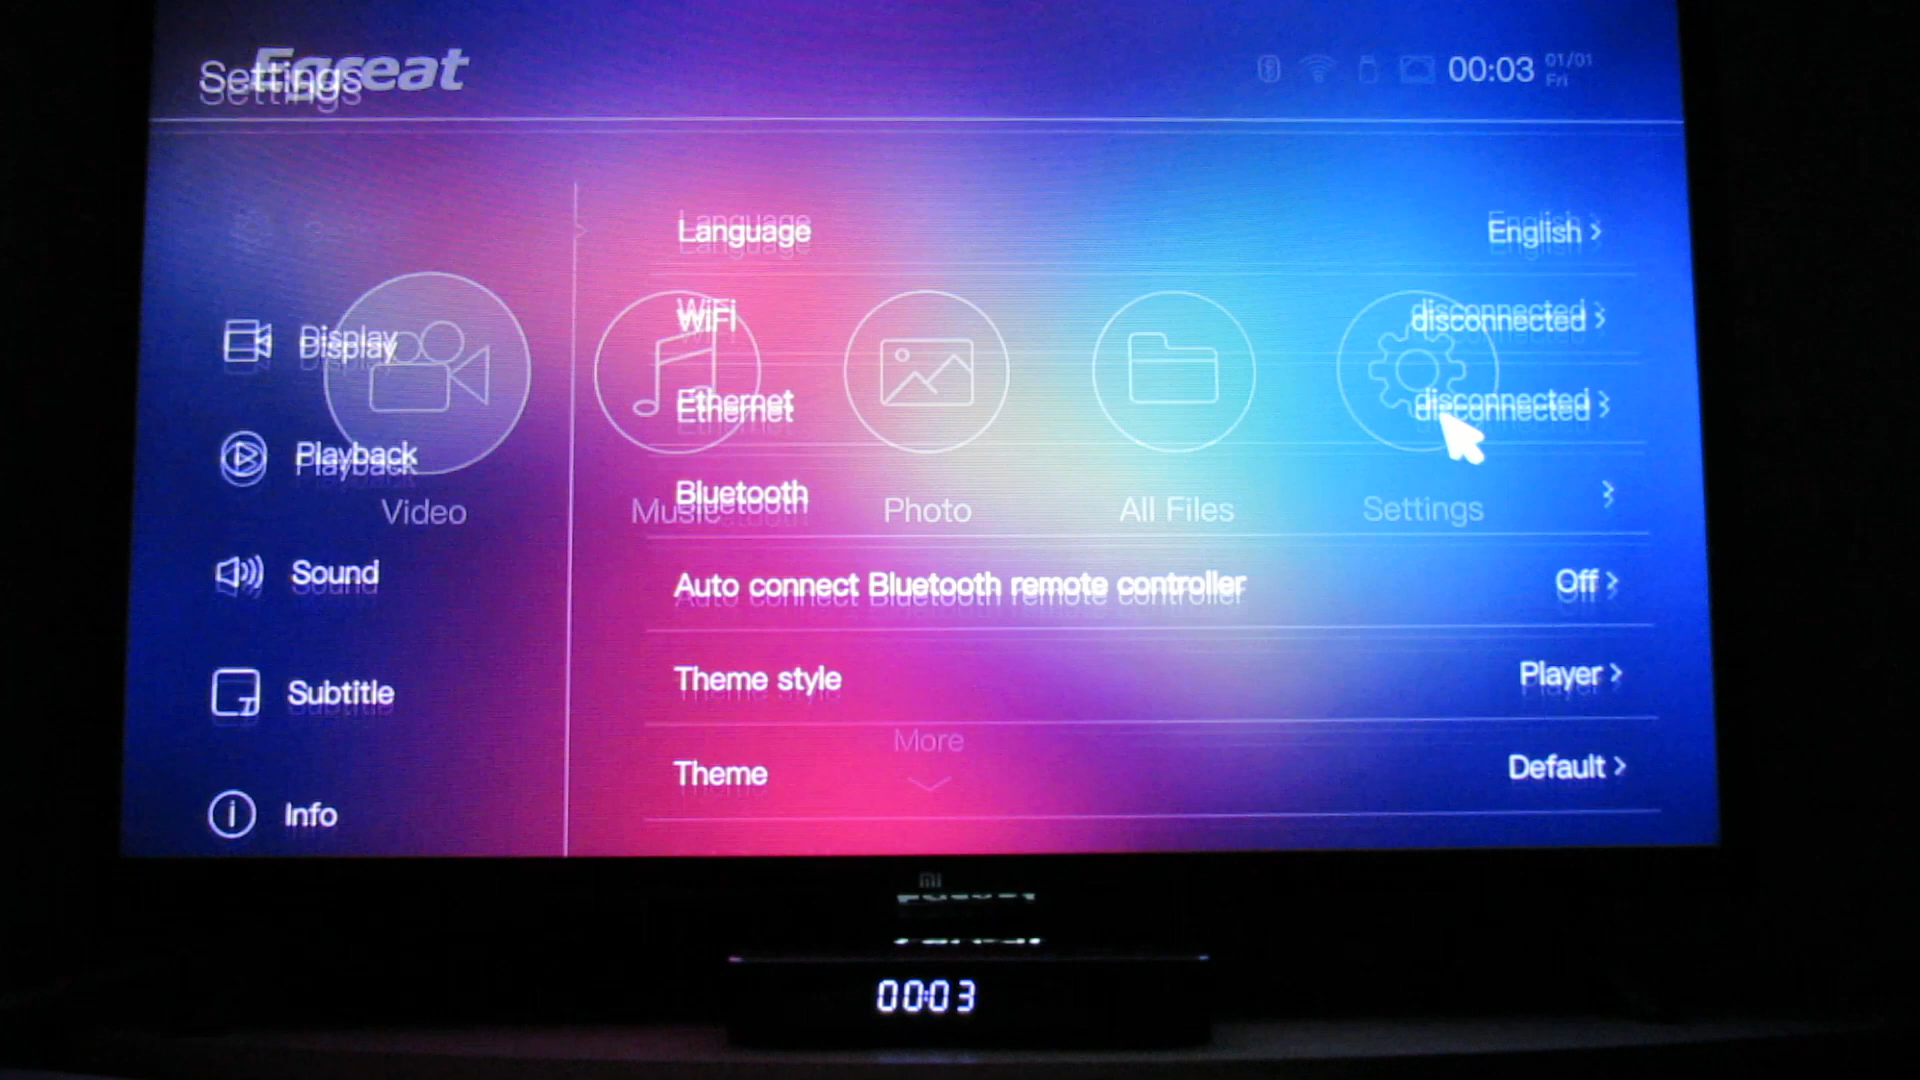 Settings
Egreat
00:03
01/01
Fri
Language
English
WiFi
disconnected
Display
Ethernet
disconnected
Playback
Bluetooth
Video
Music
Photo
All Files
Settings
Sound
Auto connect Bluetooth remote controller
Off
Theme style
Player
Subtitle
More
Theme
Default
Info
mi
00:03